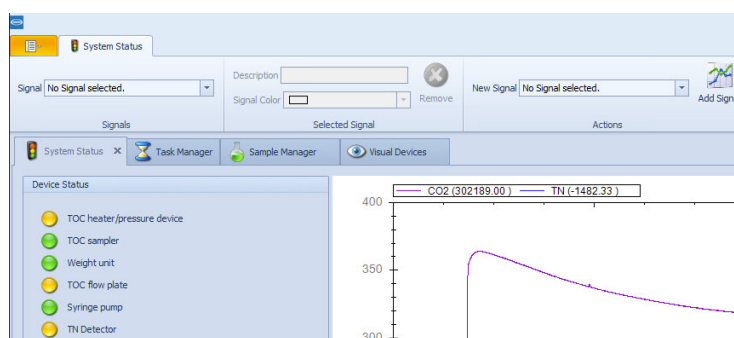 System Status
Signal No Signal selected.
Description
Signal Color
Remove
New Signal No Signal selected.
Add Sign
Signals
Selected Signal
Actions
System Status
Task Manager
Sample Manager
Visual Devices
Device Status
TOC heater/pressure device
TOC sampler
Weight unit
TOC flow plate
Syringe pump
TN Detector
CO2 (302189.00 )
TN (-1482.33 )
400
350
300